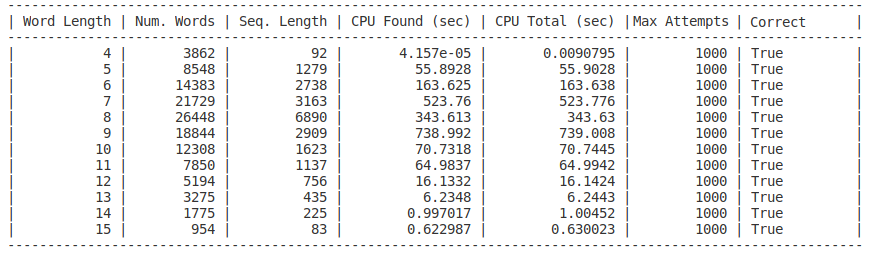 | Word Length | Num. Words | Seq. Length | CPU Found (sec) | CPU Total (sec) |Max Attempts | Correct |
| 4 | 3862 | 92 | 4.157e-05 | 0.0090795 | 1000 | True |
| 5 | 8548 | 1279 | 55.8928 | 55.9028 | 1000 | True |
| 6 | 14383 | 2738 | 163.625 | 163.638 | 1000 | True |
| 7 | 21729 | 3163 | 523.76 | 523.776 | 1000 | True |
| 8 | 26448 | 6890 | 343.613 | 343.63 | 1000 | True |
| 9 | 18844 | 2909 | 738.992 | 739.008 | 1000 | True |
| 10 | 12308 | 1623 | 70.7318 | 70.7445 | 1000 | True |
| 11 | 7850 | 1137 | 64.9837 | 64.9942 | 1000 | True |
| 12 | 5194 | 756 | 16.1332 | 16.1424 | 1000 | True |
| 13 | 3275 | 435 | 6.2348 | 6.2443 | 1000 | True |
| 14 | 1775 | 225 | 0.997017 | 1.00452 | 1000 | True |
| 15 | 954 | 83 | 0.622987 | 0.630023 | 1000 | True |